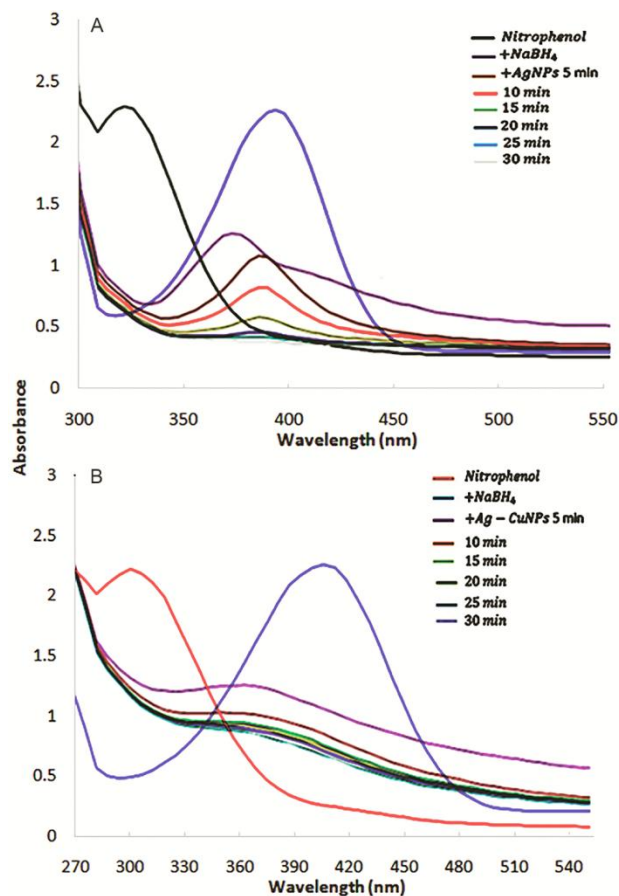 A
3
2.5
2
1.5
1
0.5
0
300
350
400
450
500
550
Wavelength (nm)
Nitrophenol
+NaBH₄
+AgNPs 5 min
10 min
15 min
20 min
25 min
30 min
Absorbance
B
3
2.5
2
1.5
1
0.5
0
270
300
330
360
390
420
450
480
510
540
Wavelength (nm)
Nitrophenol
+NaBH₄
+Ag − CuNPs 5 min
10 min
15 min
20 min
25 min
30 min